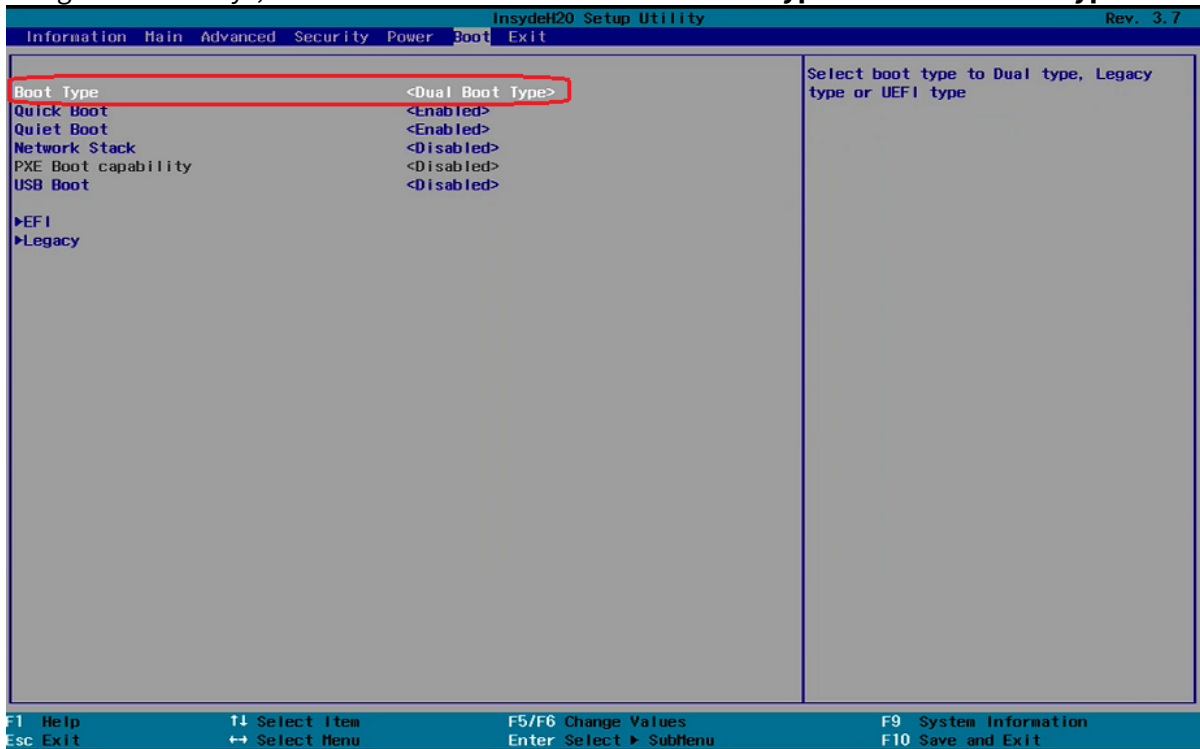 InsydeH20 Setup Utility Rev. 3.7
Information Main Advanced Security Power Boot Exit
Boot Type <Dual Boot Type>
Quick Boot <Enabled>
Quiet Boot <Enabled>
Network Stack <Disabled>
PXE Boot capability <Disabled>
USB Boot <Disabled>
►EFI
►Legacy
Select boot type to Dual type, Legacy
type or UEFI type
F1 Help ↑↓ Select Item F5/F6 Change Values F9 System Information
Esc Exit ↔ Select Menu Enter Select ► SubMenu F10 Save and Exit